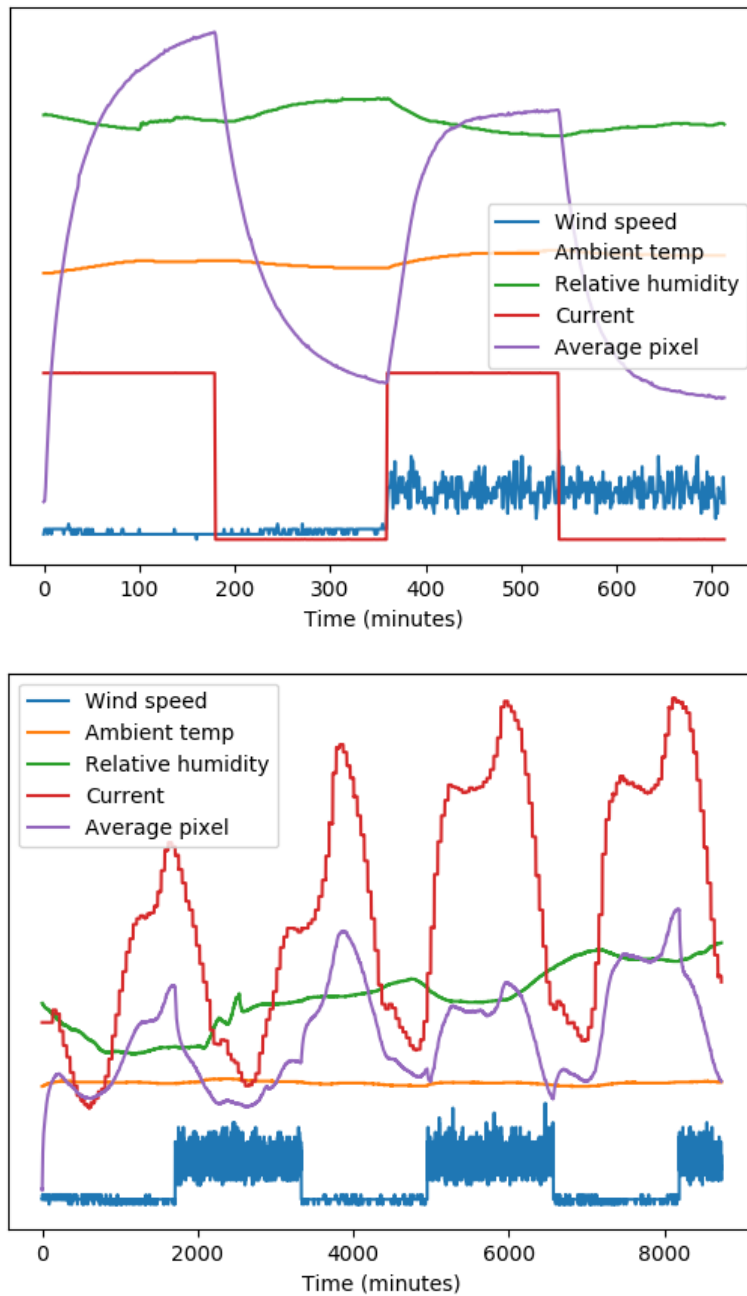 Wind speed
Ambient temp
Relative humidity
Current
Average pixel
0 100 200 300 400 500 600 700
Time (minutes)
Wind speed
Ambient temp
Relative humidity
Current
Average pixel
0 2000 4000 6000 8000
Time (minutes)